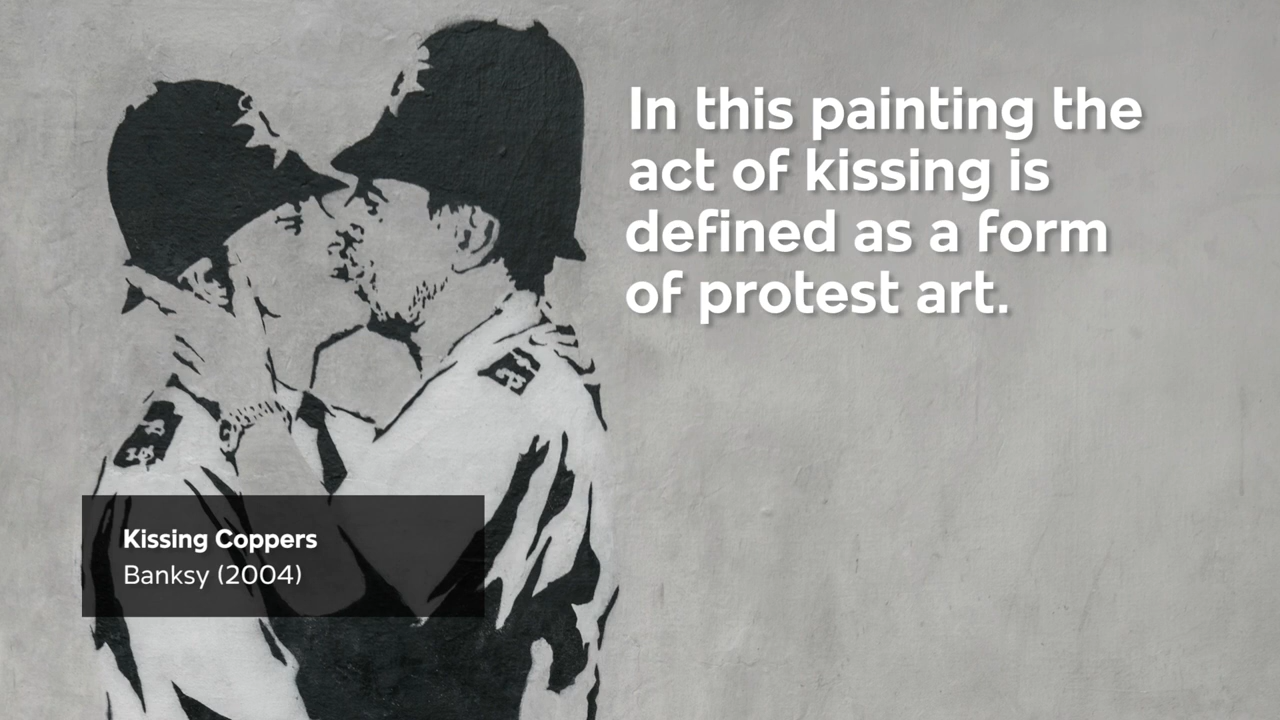 In this painting the
act of kissing is
defined as a form
of protest art.
Kissing Coppers
Banksy (2004)